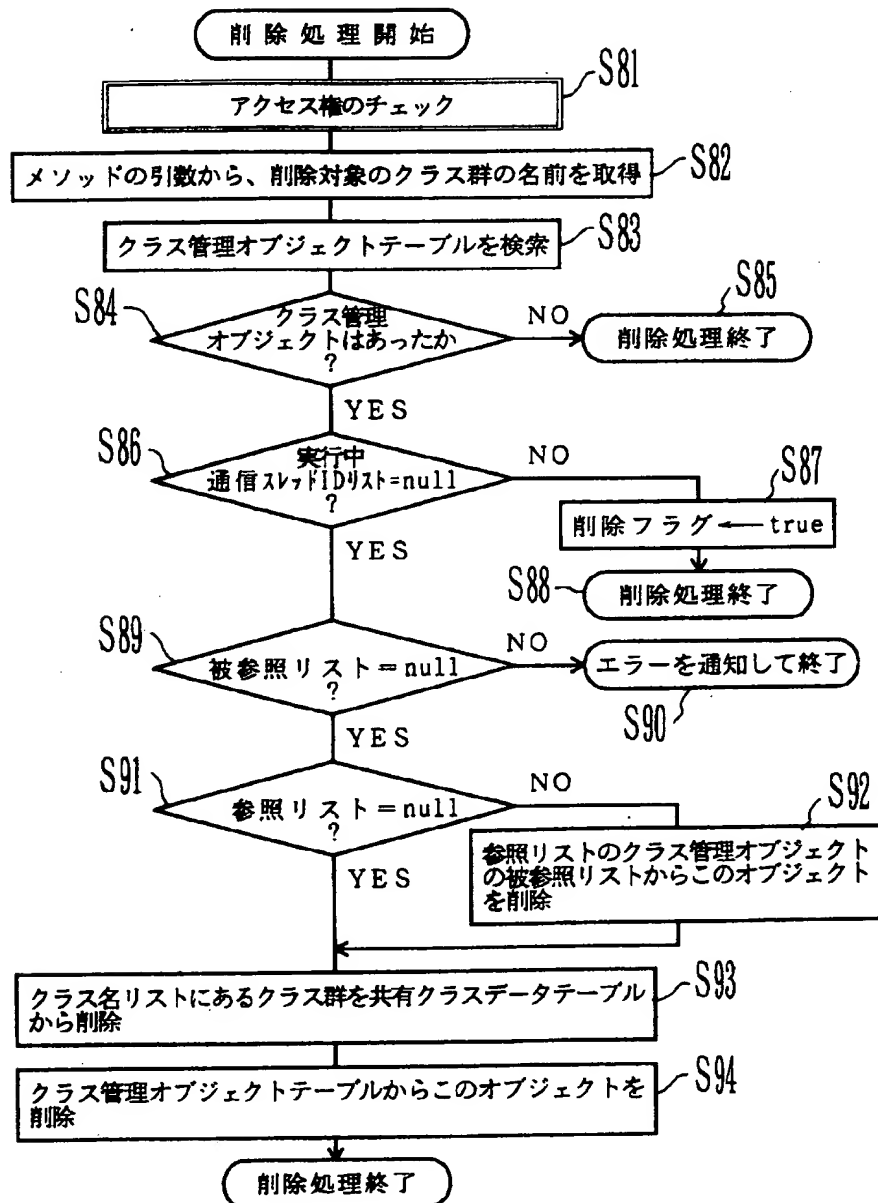 削除処理開始
S81
アクセス権のチェック
メソッドの引数から、削除対象のクラス群の名前を取得
S82
クラス管理オブジェクトテーブルを検索
S83
S84
クラス管理
オブジェクトはあったか
?
NO
S85
削除処理終了
YES
S86
実行中
通信スレッドIDリスト=null
?
NO
S87
削除フラグ←true
YES
S88
削除処理終了
S89
被参照リスト=null
?
NO
エラーを通知して終了
S90
YES
S91
参照リスト=null
?
NO
S92
参照リストのクラス管理オブジェクト
の被参照リストからこのオブジェクト
を削除
YES
クラス名リストにあるクラス群を共有クラスデータテーブル
から削除
S93
クラス管理オブジェクトテーブルからこのオブジェクトを
削除
S94
削除処理終了